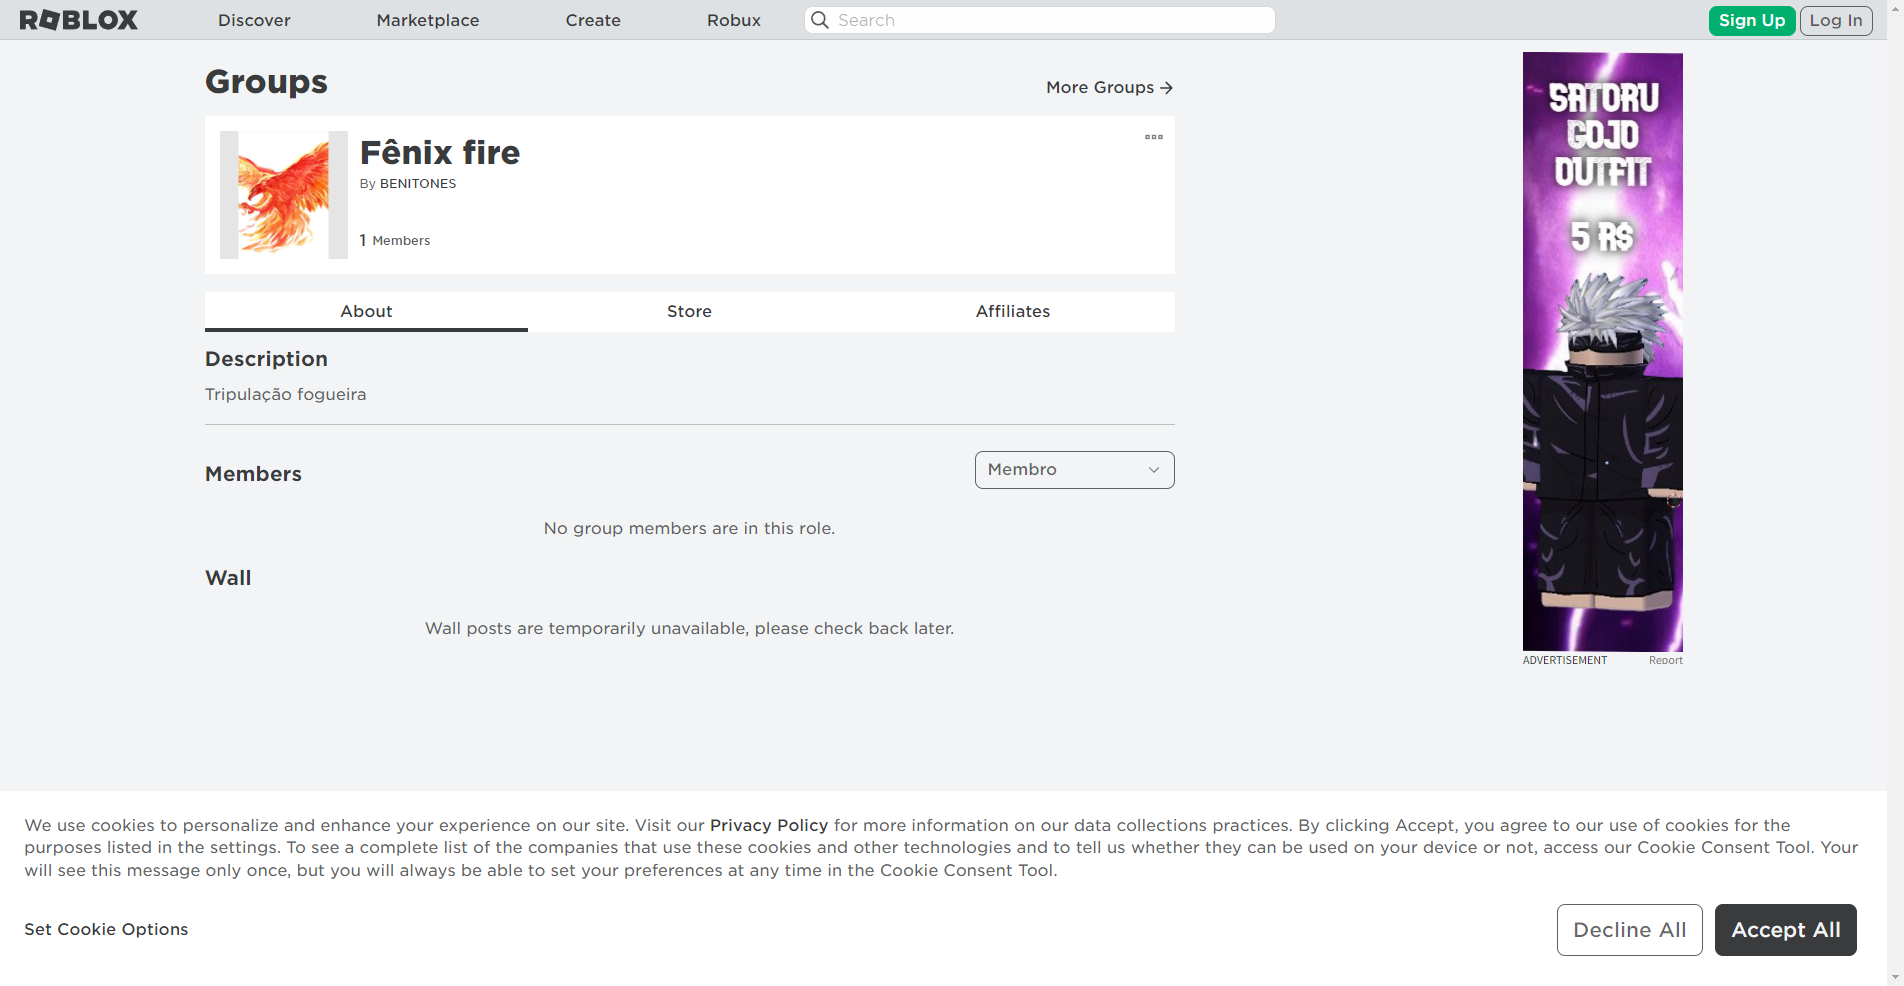 ROBLOX Discover Marketplace Create Robux Search Sign Up Log In
Groups
More Groups
Fênix fire
By BENITONES
1 Members
About Store Affiliates
Description
Tripulação fogueira
Members
Membro
No group members are in this role.
Wall
Wall posts are temporarily unavailable, please check back later.
SATORU
GOJO
OUTFIT
5 R$
ADVERTISEMENT Report
We use cookies to personalize and enhance your experience on our site. Visit our Privacy Policy for more information on our data collections practices. By clicking Accept, you agree to our use of cookies for the
purposes listed in the settings. To see a complete list of the companies that use these cookies and other technologies and to tell us whether they can be used on your device or not, access our Cookie Consent Tool. Your
will see this message only once, but you will always be able to set your preferences at any time in the Cookie Consent Tool.
Set Cookie Options
Decline All
Accept All